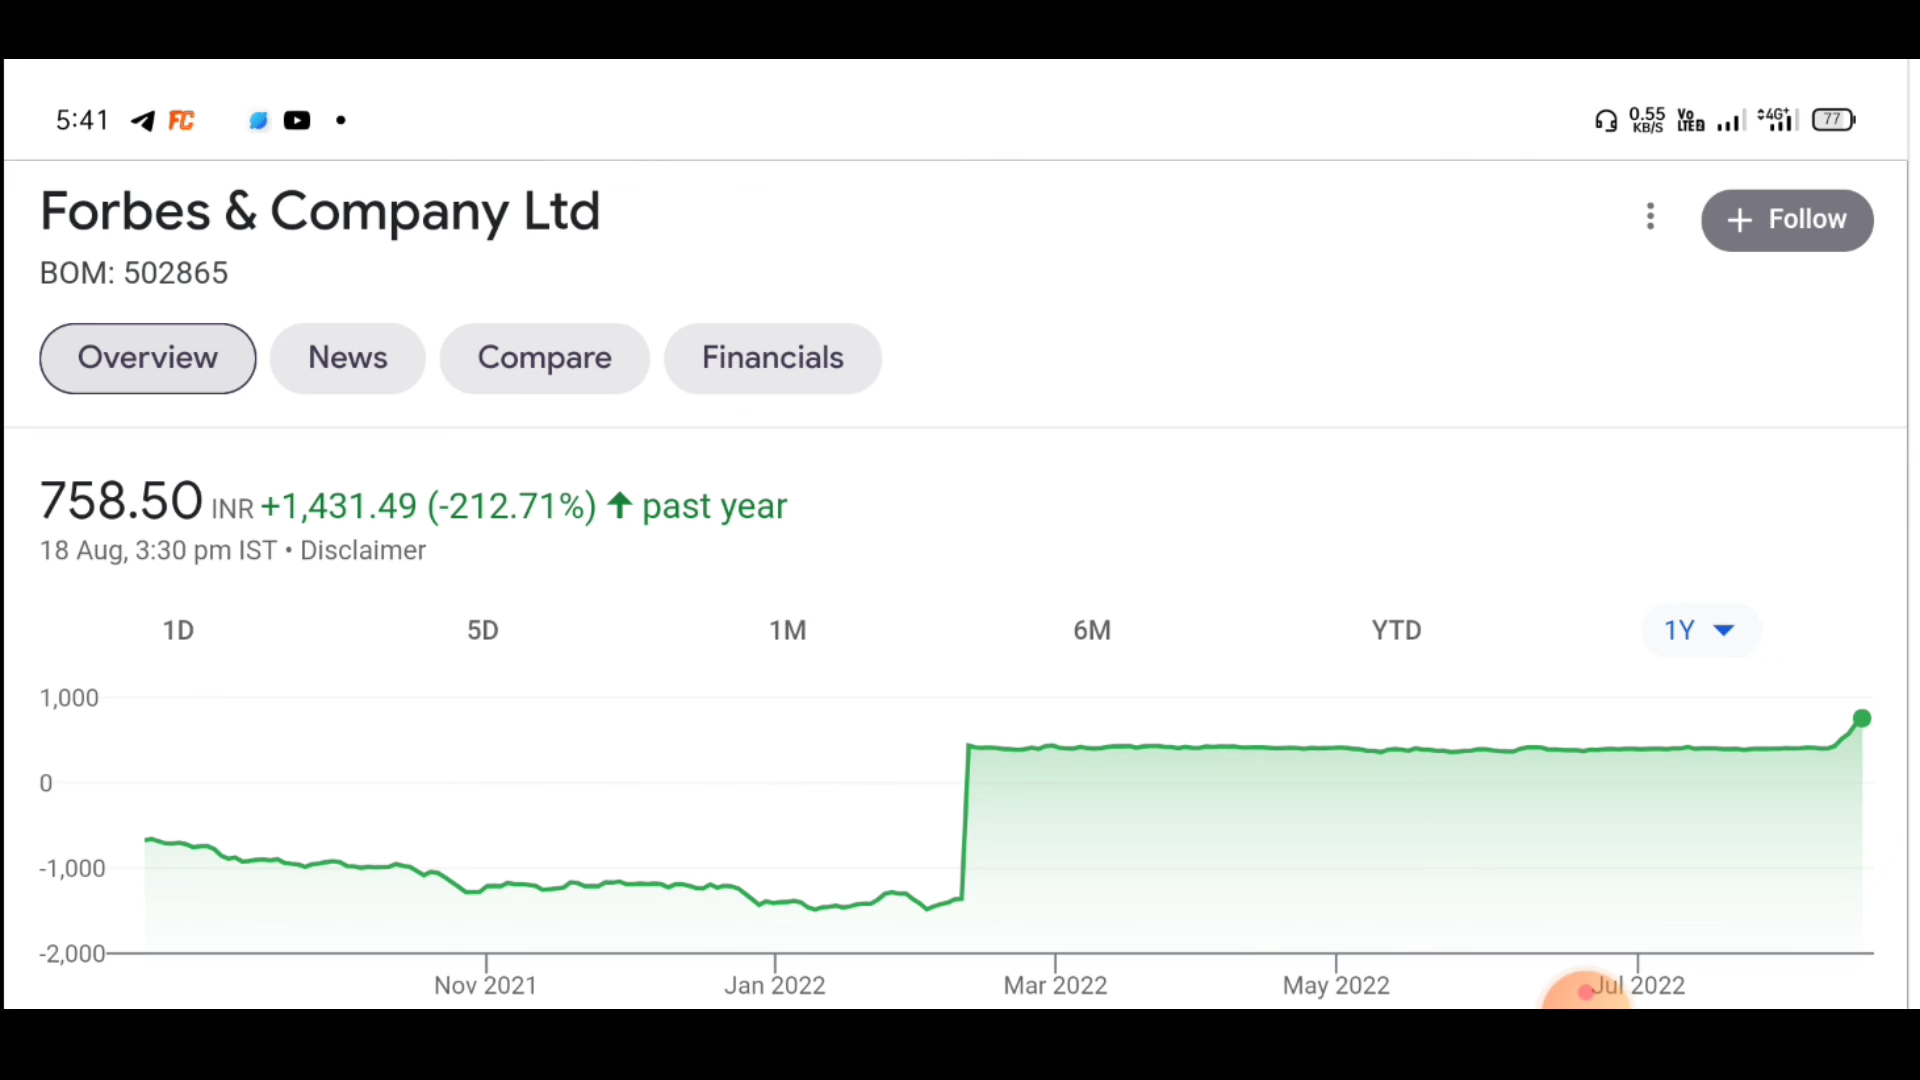 5:41 FC 0.55 KB/S Vo LTE 2 4G+ 77
Forbes & Company Ltd
+ Follow
BOM: 502865
Overview News Compare Financials
758.50 INR +1,431.49 (-212.71%) ↑ past year
18 Aug, 3:30 pm IST • Disclaimer
1D 5D 1M 6M YTD 1Y
1,000
0
-1,000
-2,000
Nov 2021 Jan 2022 Mar 2022 May 2022 Jul 2022